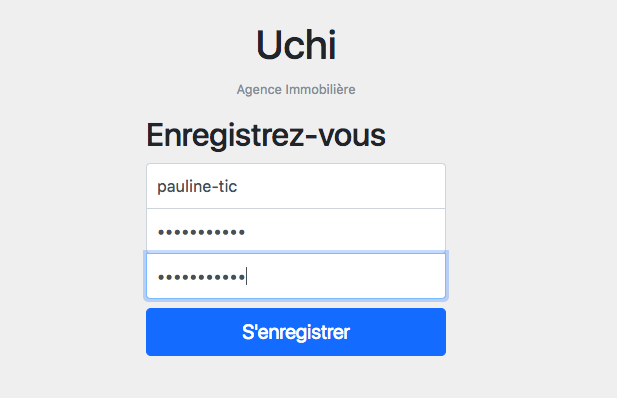 Uchi
Agence Immobilière
Enregistrez-vous
pauline-tic
•••••••••••
•••••••••••
S'enregistrer